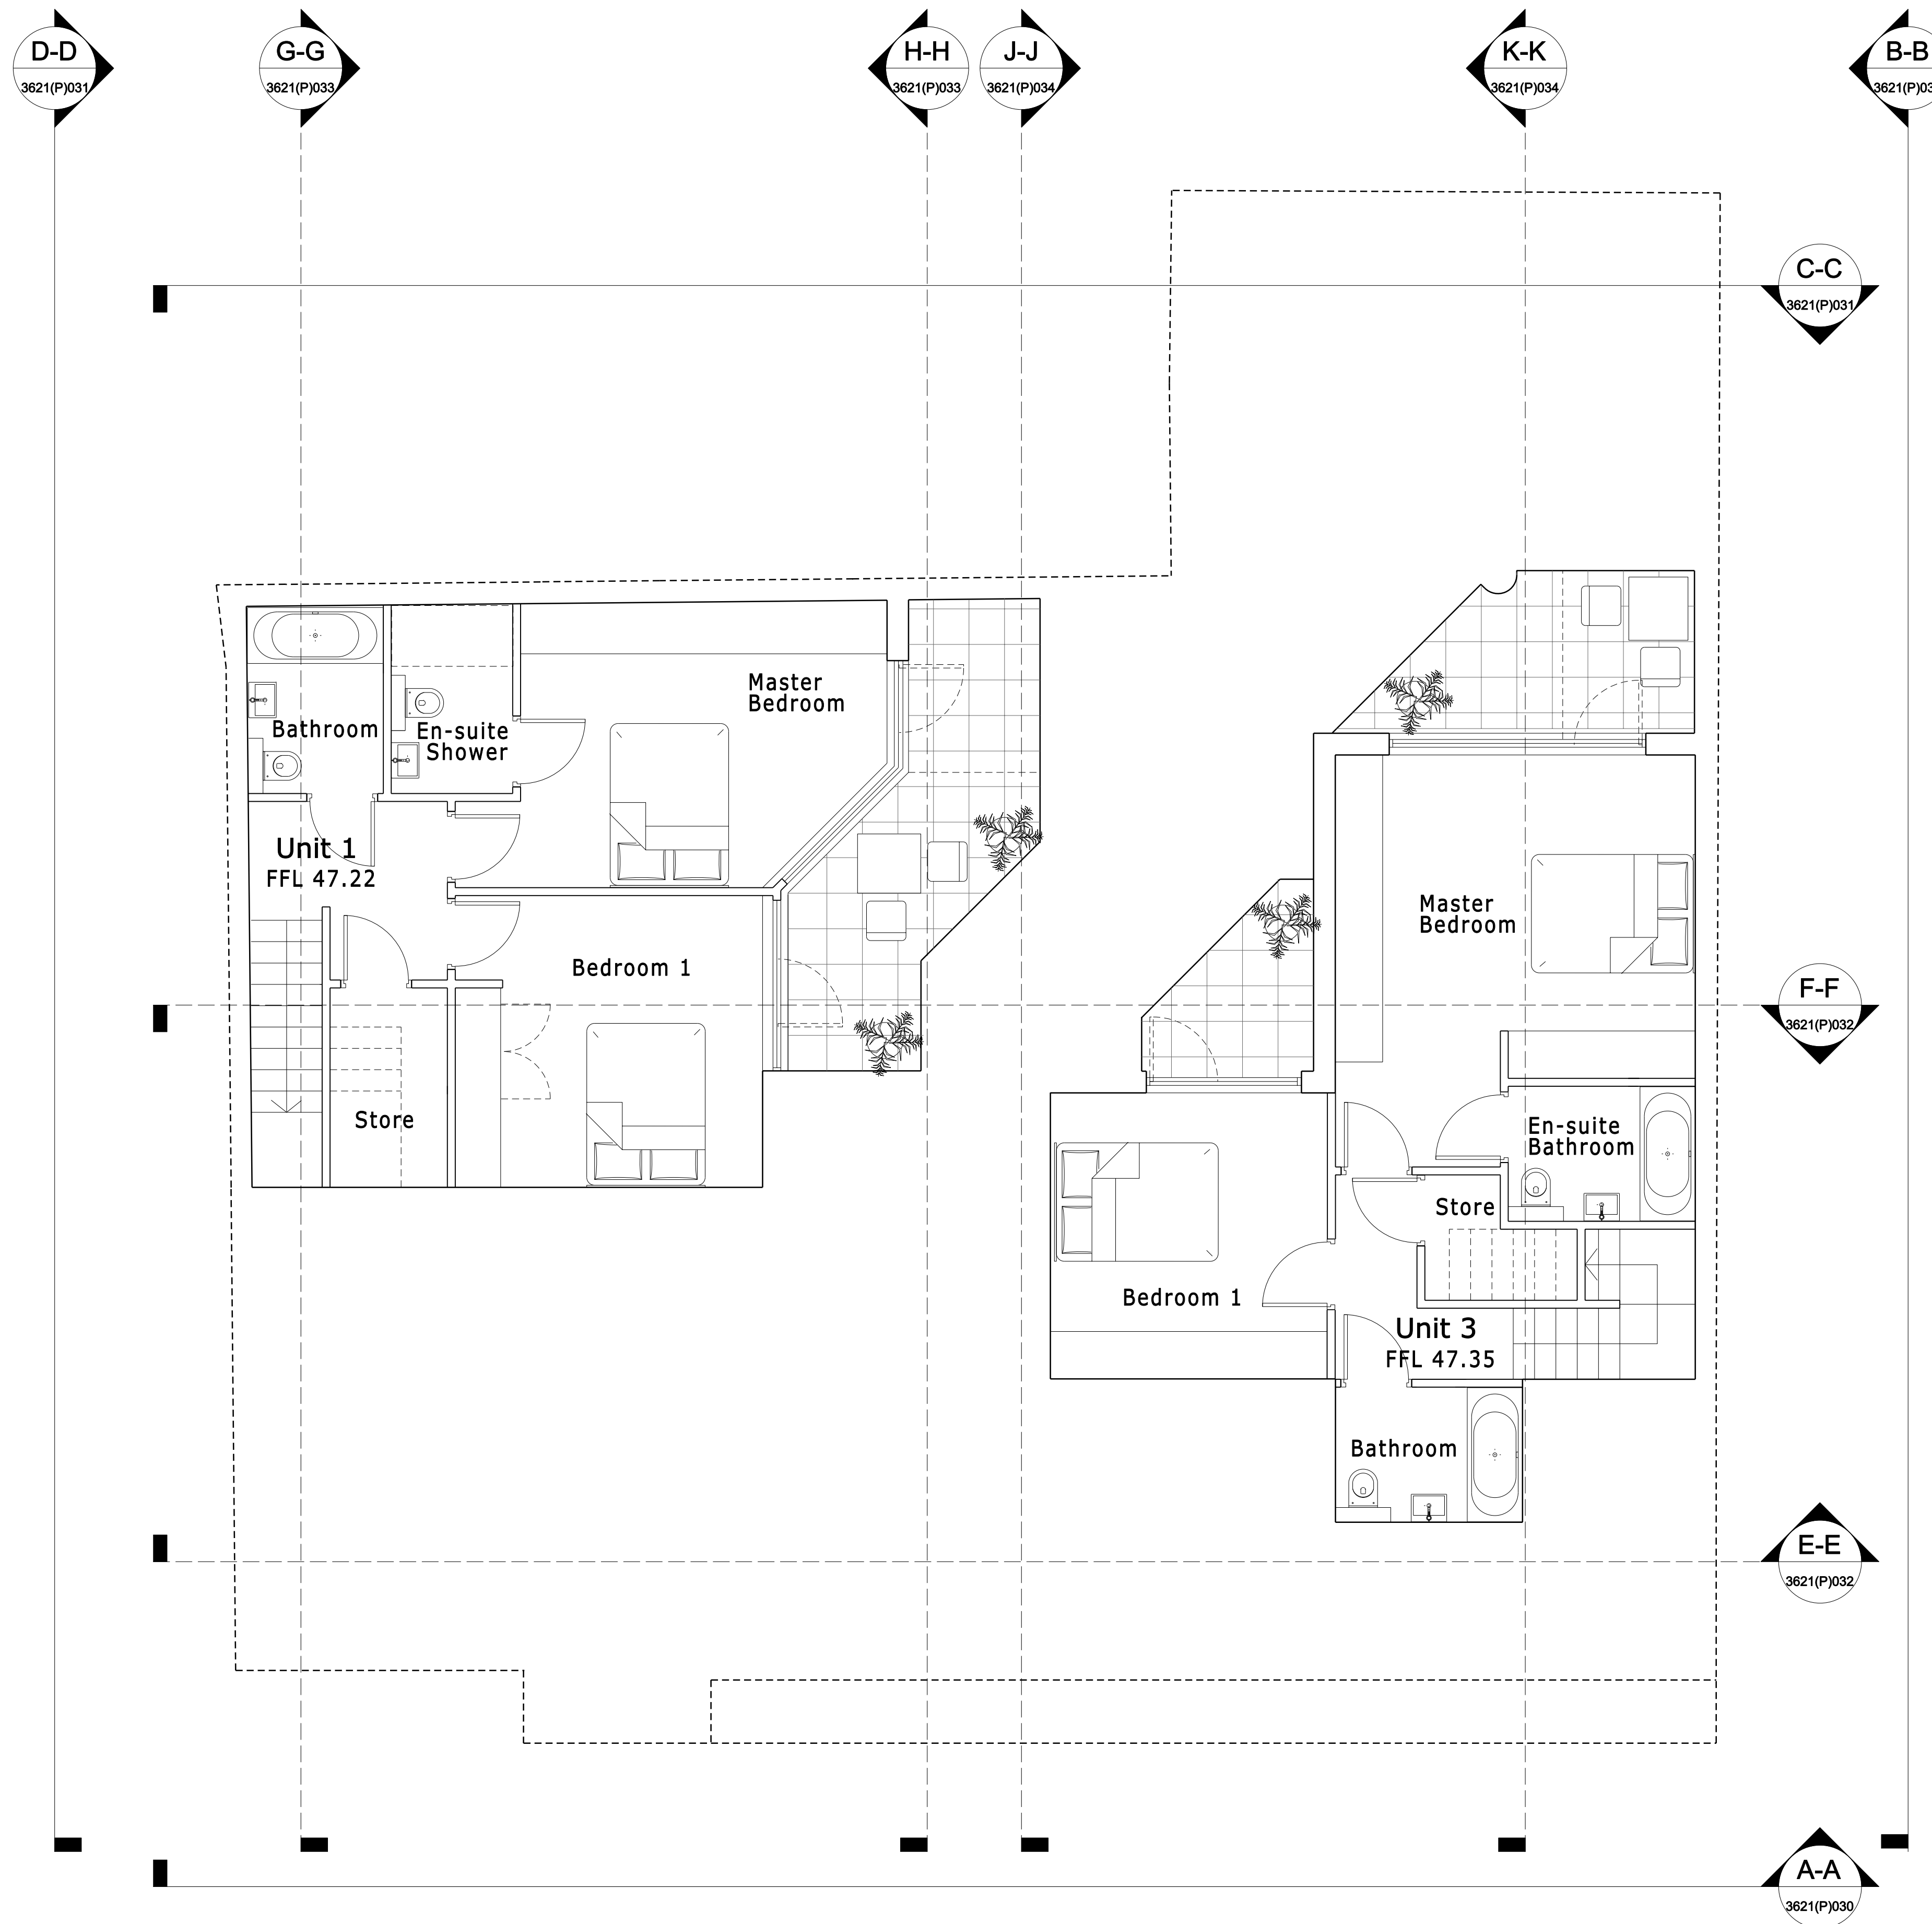 D-D
3621(P)031
G-G
3621(P)033
H-H
3621(P)033
J-J
3621(P)034
K-K
3621(P)034
B-B
C-C
3621(P)031
Master
Bedroom
Bathroom
En-suite
Shower
Unit 1
FFL 47.22
Bedroom 1
Store
Master
Bedroom
F-F
3621(P)032
En-suite
Bathroom
Store
Bedroom 1
Unit 3
FFL 47.35
Bathroom
E-E
3621(P)032
A-A
3621(P)030